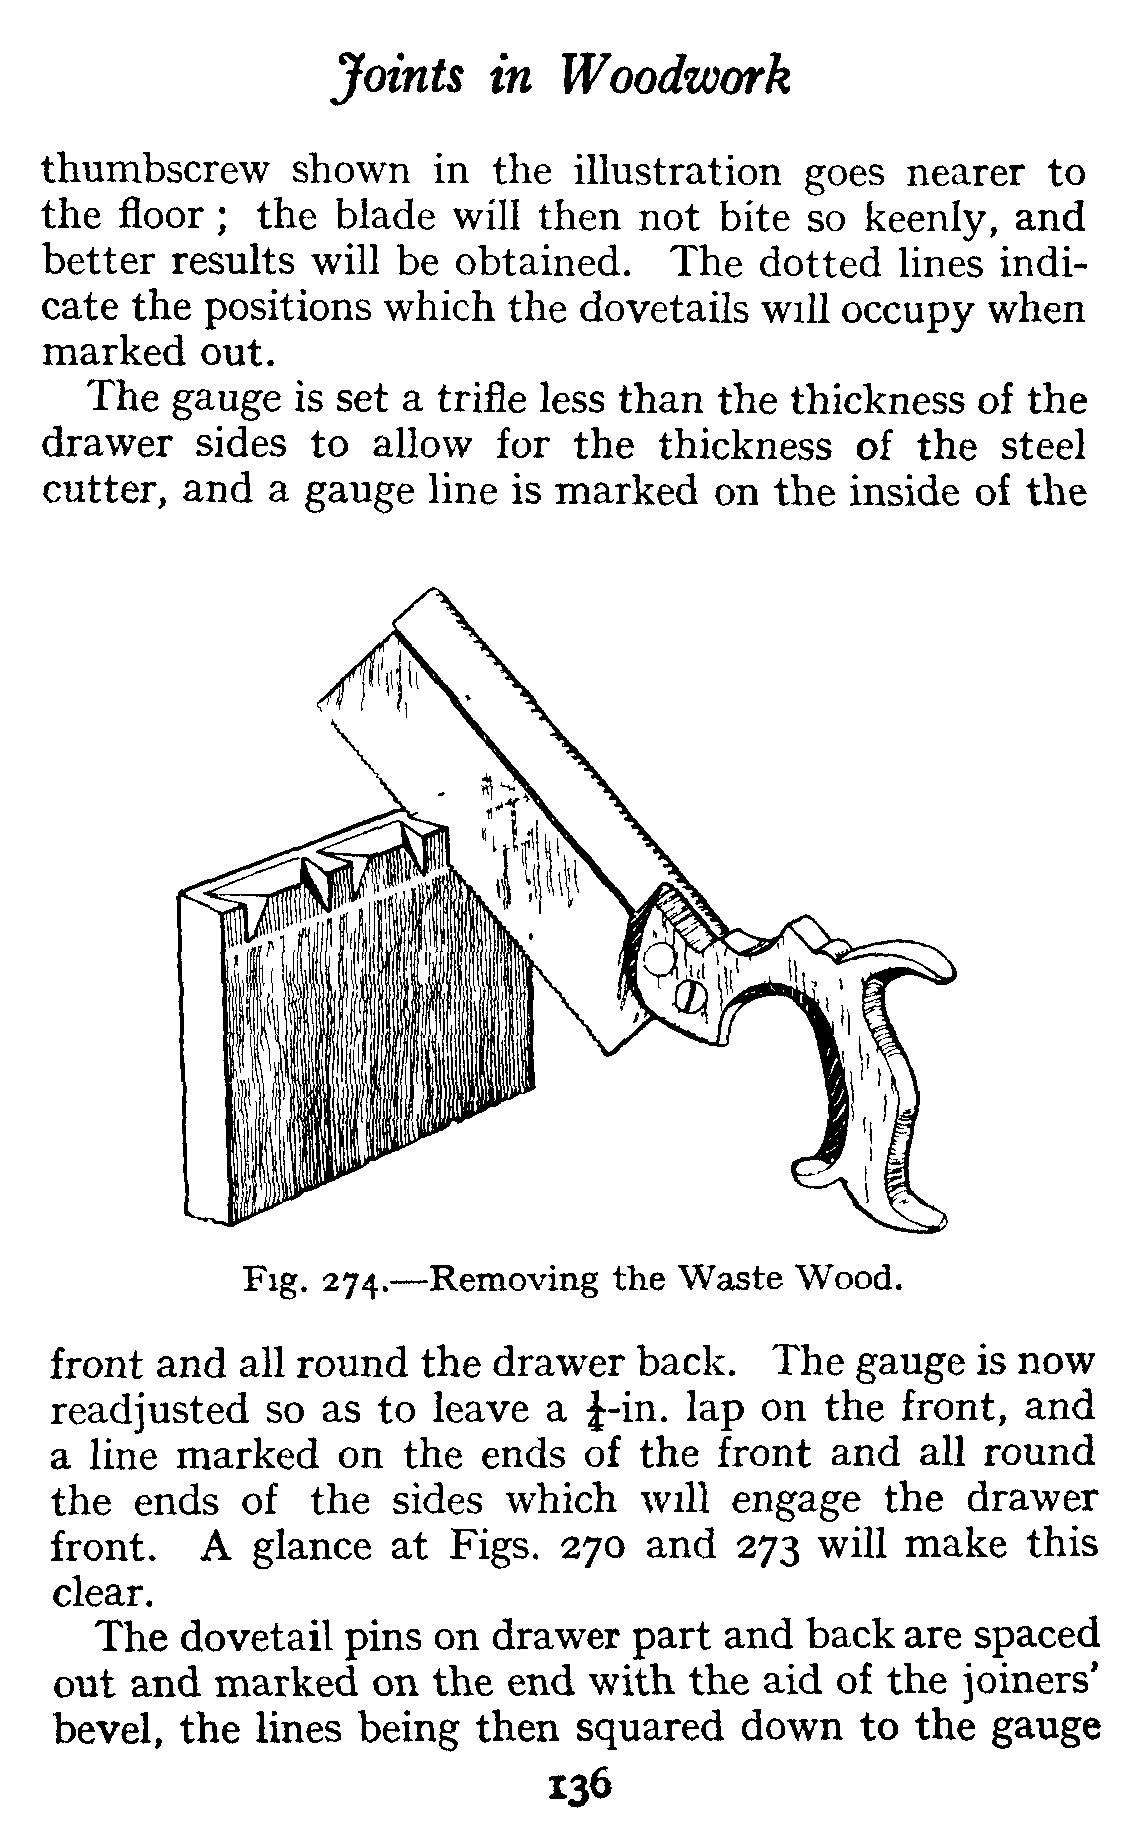 Joints in Woodwork
thumbscrew shown in the illustration goes nearer to
the floor ; the blade will then not bite so keenly, and
better results will be obtained. The dotted lines indi-
cate the positions which the dovetails will occupy when
marked out.
The gauge is set a trifle less than the thickness of the
drawer sides to allow for the thickness of the steel
cutter, and a gauge line is marked on the inside of the
Fig. 274.—Removing the Waste Wood.
front and all round the drawer back. The gauge is now
readjusted so as to leave a ¼-in. lap on the front, and
a line marked on the ends of the front and all round
the ends of the sides which will engage the drawer
front. A glance at Figs. 270 and 273 will make this
clear.
The dovetail pins on drawer part and back are spaced
out and marked on the end with the aid of the joiners'
bevel, the lines being then squared down to the gauge
136